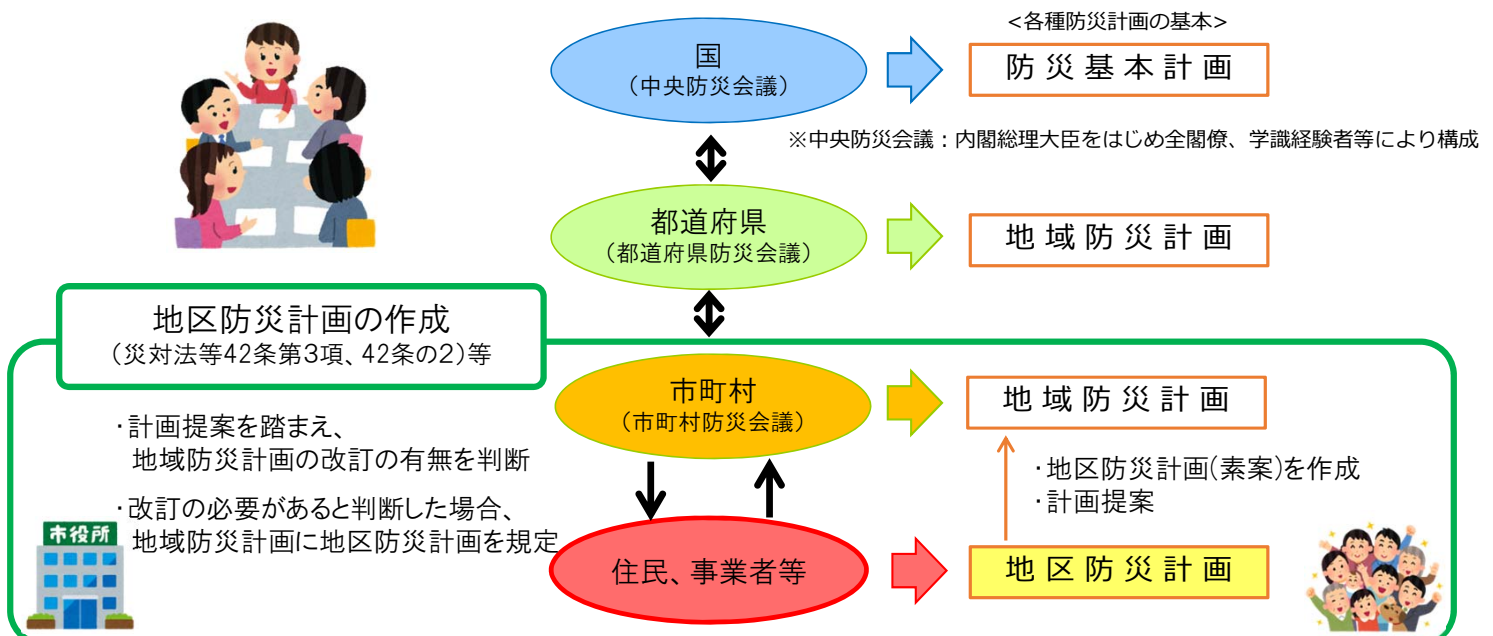 <各種防災計画の基本>
国
（中央防災会議）
防災基本計画
※中央防災会議：内閣総理大臣をはじめ全閣僚、学識経験者等により構成
都道府県
（都道府県防災会議）
地域防災計画
地区防災計画の作成
（災対法等42条第3項、42条の2）等
市町村
（市町村防災会議）
地域防災計画
・計画提案を踏まえ、
地域防災計画の改訂の有無を判断
・改訂の必要があると判断した場合、
地域防災計画に地区防災計画を規定
・地区防災計画(素案)を作成
・計画提案
市役所
住民、事業者等
地区防災計画